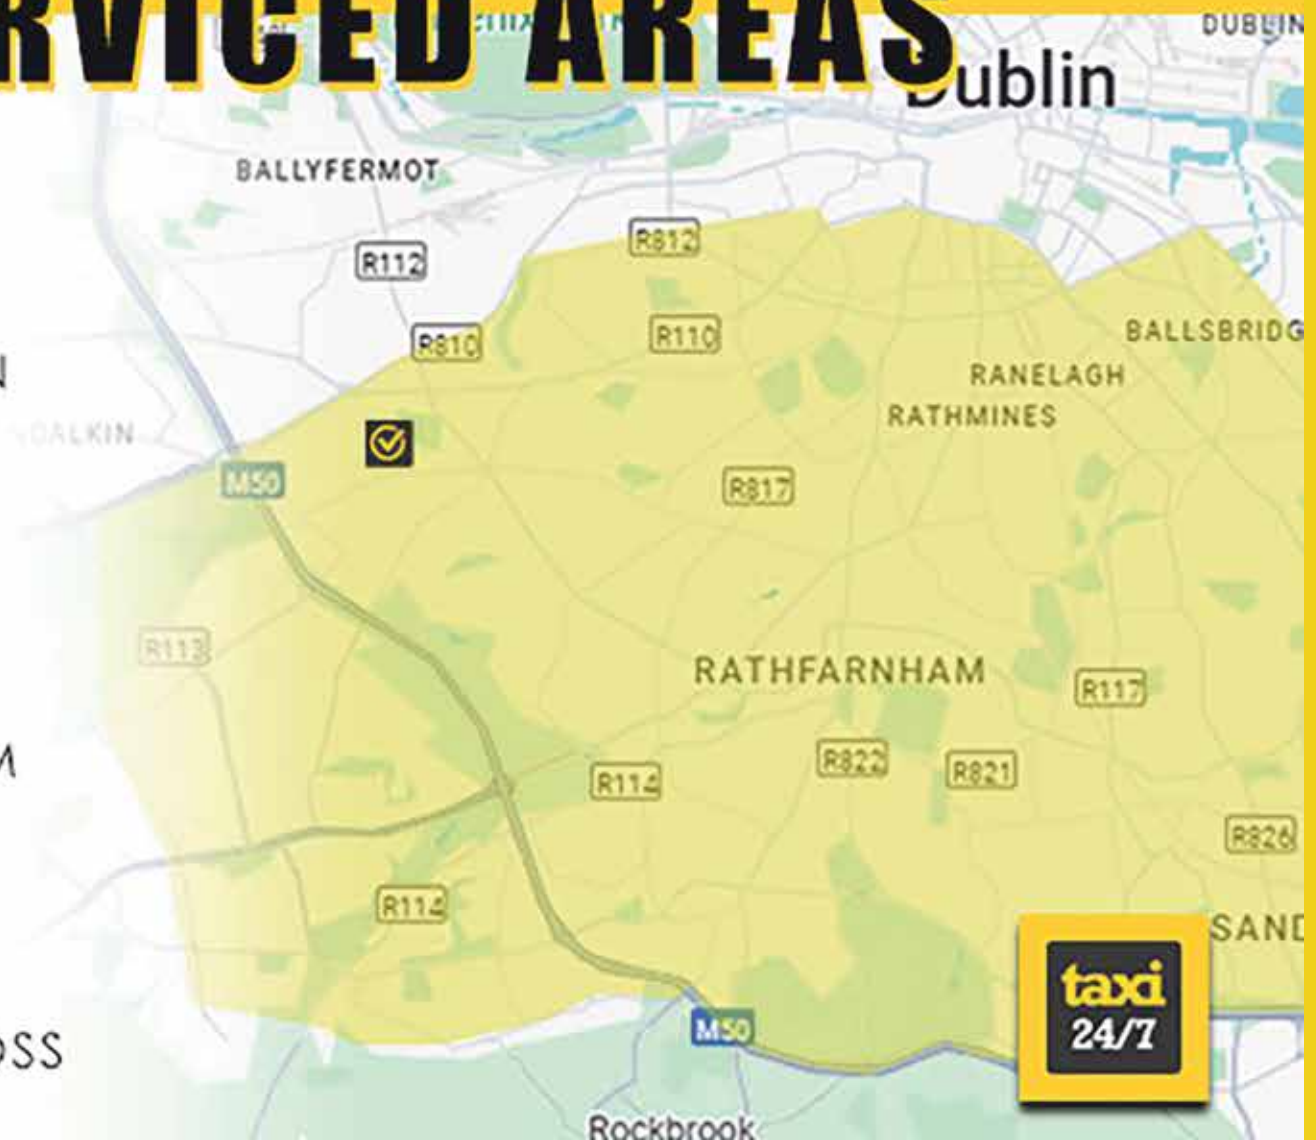 RVICED AREAS
DUBLIN
Dublin
BALLYFERMOT
R812
R112
R810
R110
BALLSBRIDG
RANELAGH
RATHMINES
N
DALKIN
M50
R817
R113
RATHFARNHAM
R117
M
R114
R822
R821
R826
R114
SAND
taxi
24/7
M50
OSS
Rockbrook